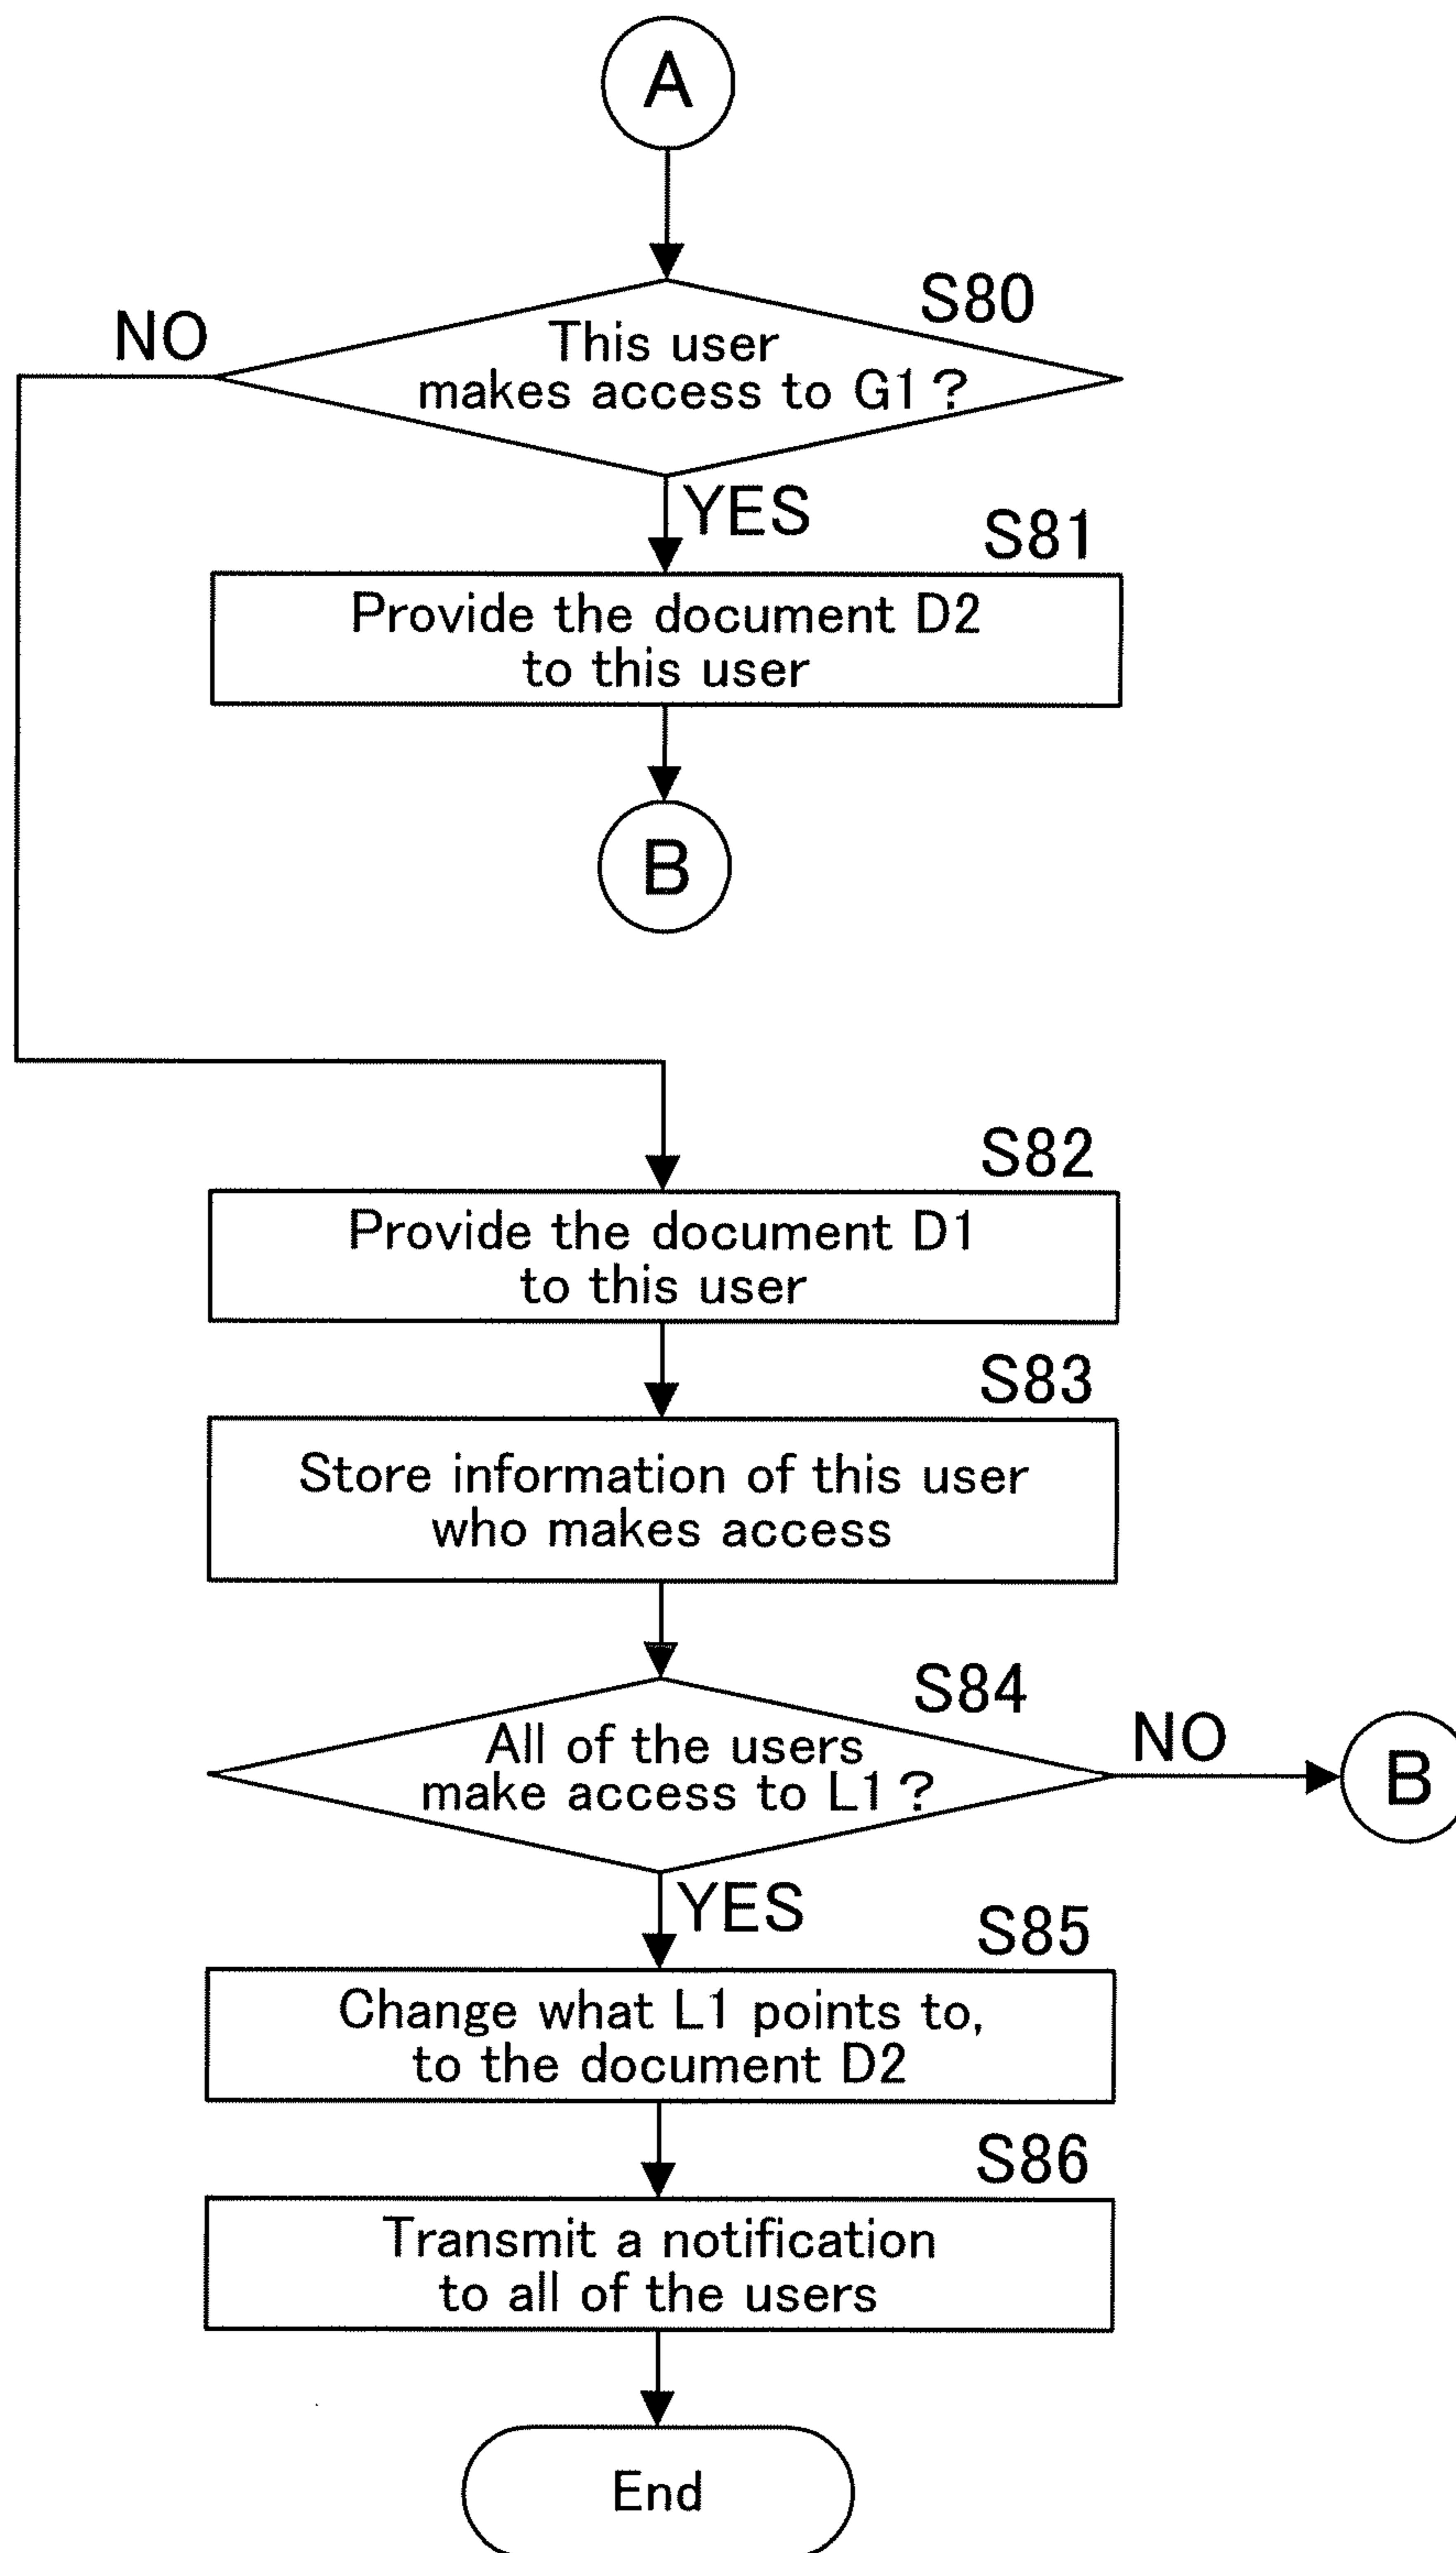 A
S80
NO
This user
makes access to G1?
YES
S81
Provide the document D2
to this user
B
S82
Provide the document D1
to this user
S83
Store information of this user
who makes access
S84
All of the users
make access to L1?
NO
B
YES
S85
Change what L1 points to,
to the document D2
S86
Transmit a notification
to all of the users
End